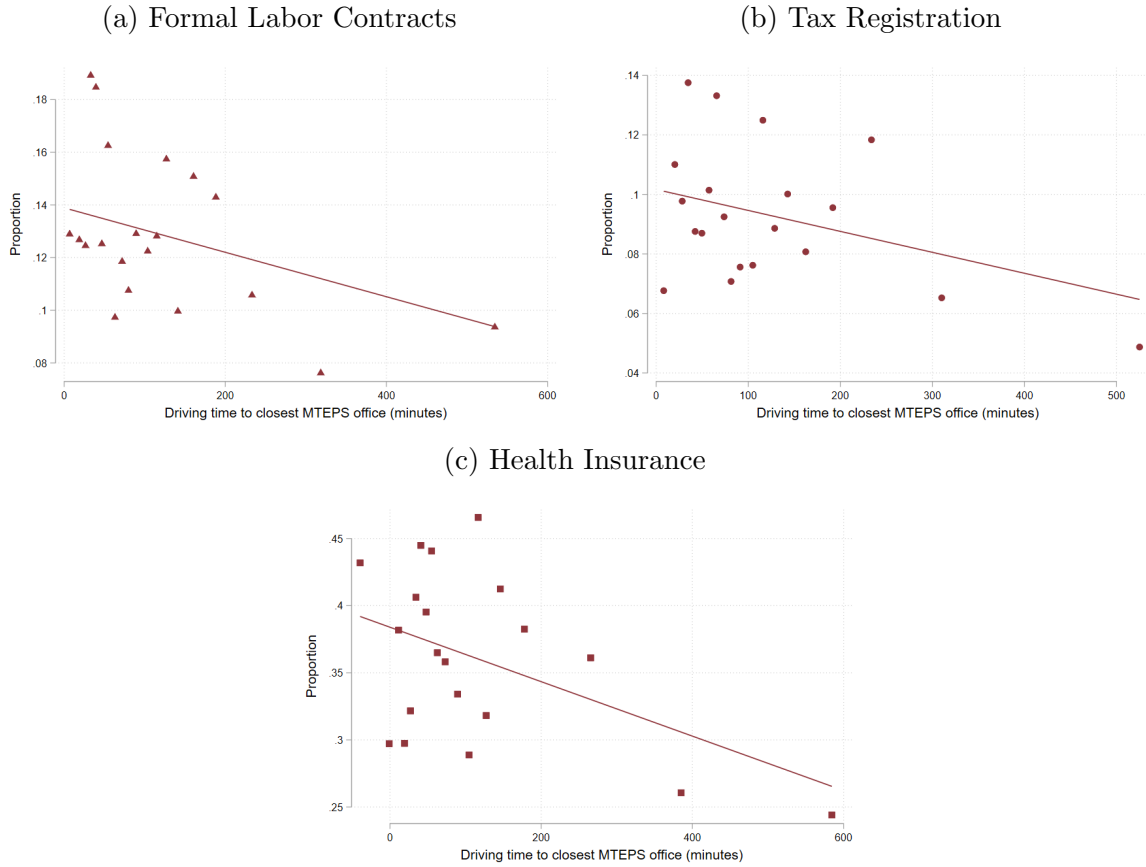 (a) Formal Labor Contracts
.18
.16
.14
.12
.1
.08
Proportion
0 200 400 600
Driving time to closest MTEPS office (minutes)
(b) Tax Registration
.14
.12
.1
.08
.06
.04
Proportion
0 100 200 300 400 500
Driving time to closest MTEPS office (minutes)
(c) Health Insurance
.45
.4
.35
.3
.25
Proportion
0 200 400 600
Driving time to closest MTEPS office (minutes)